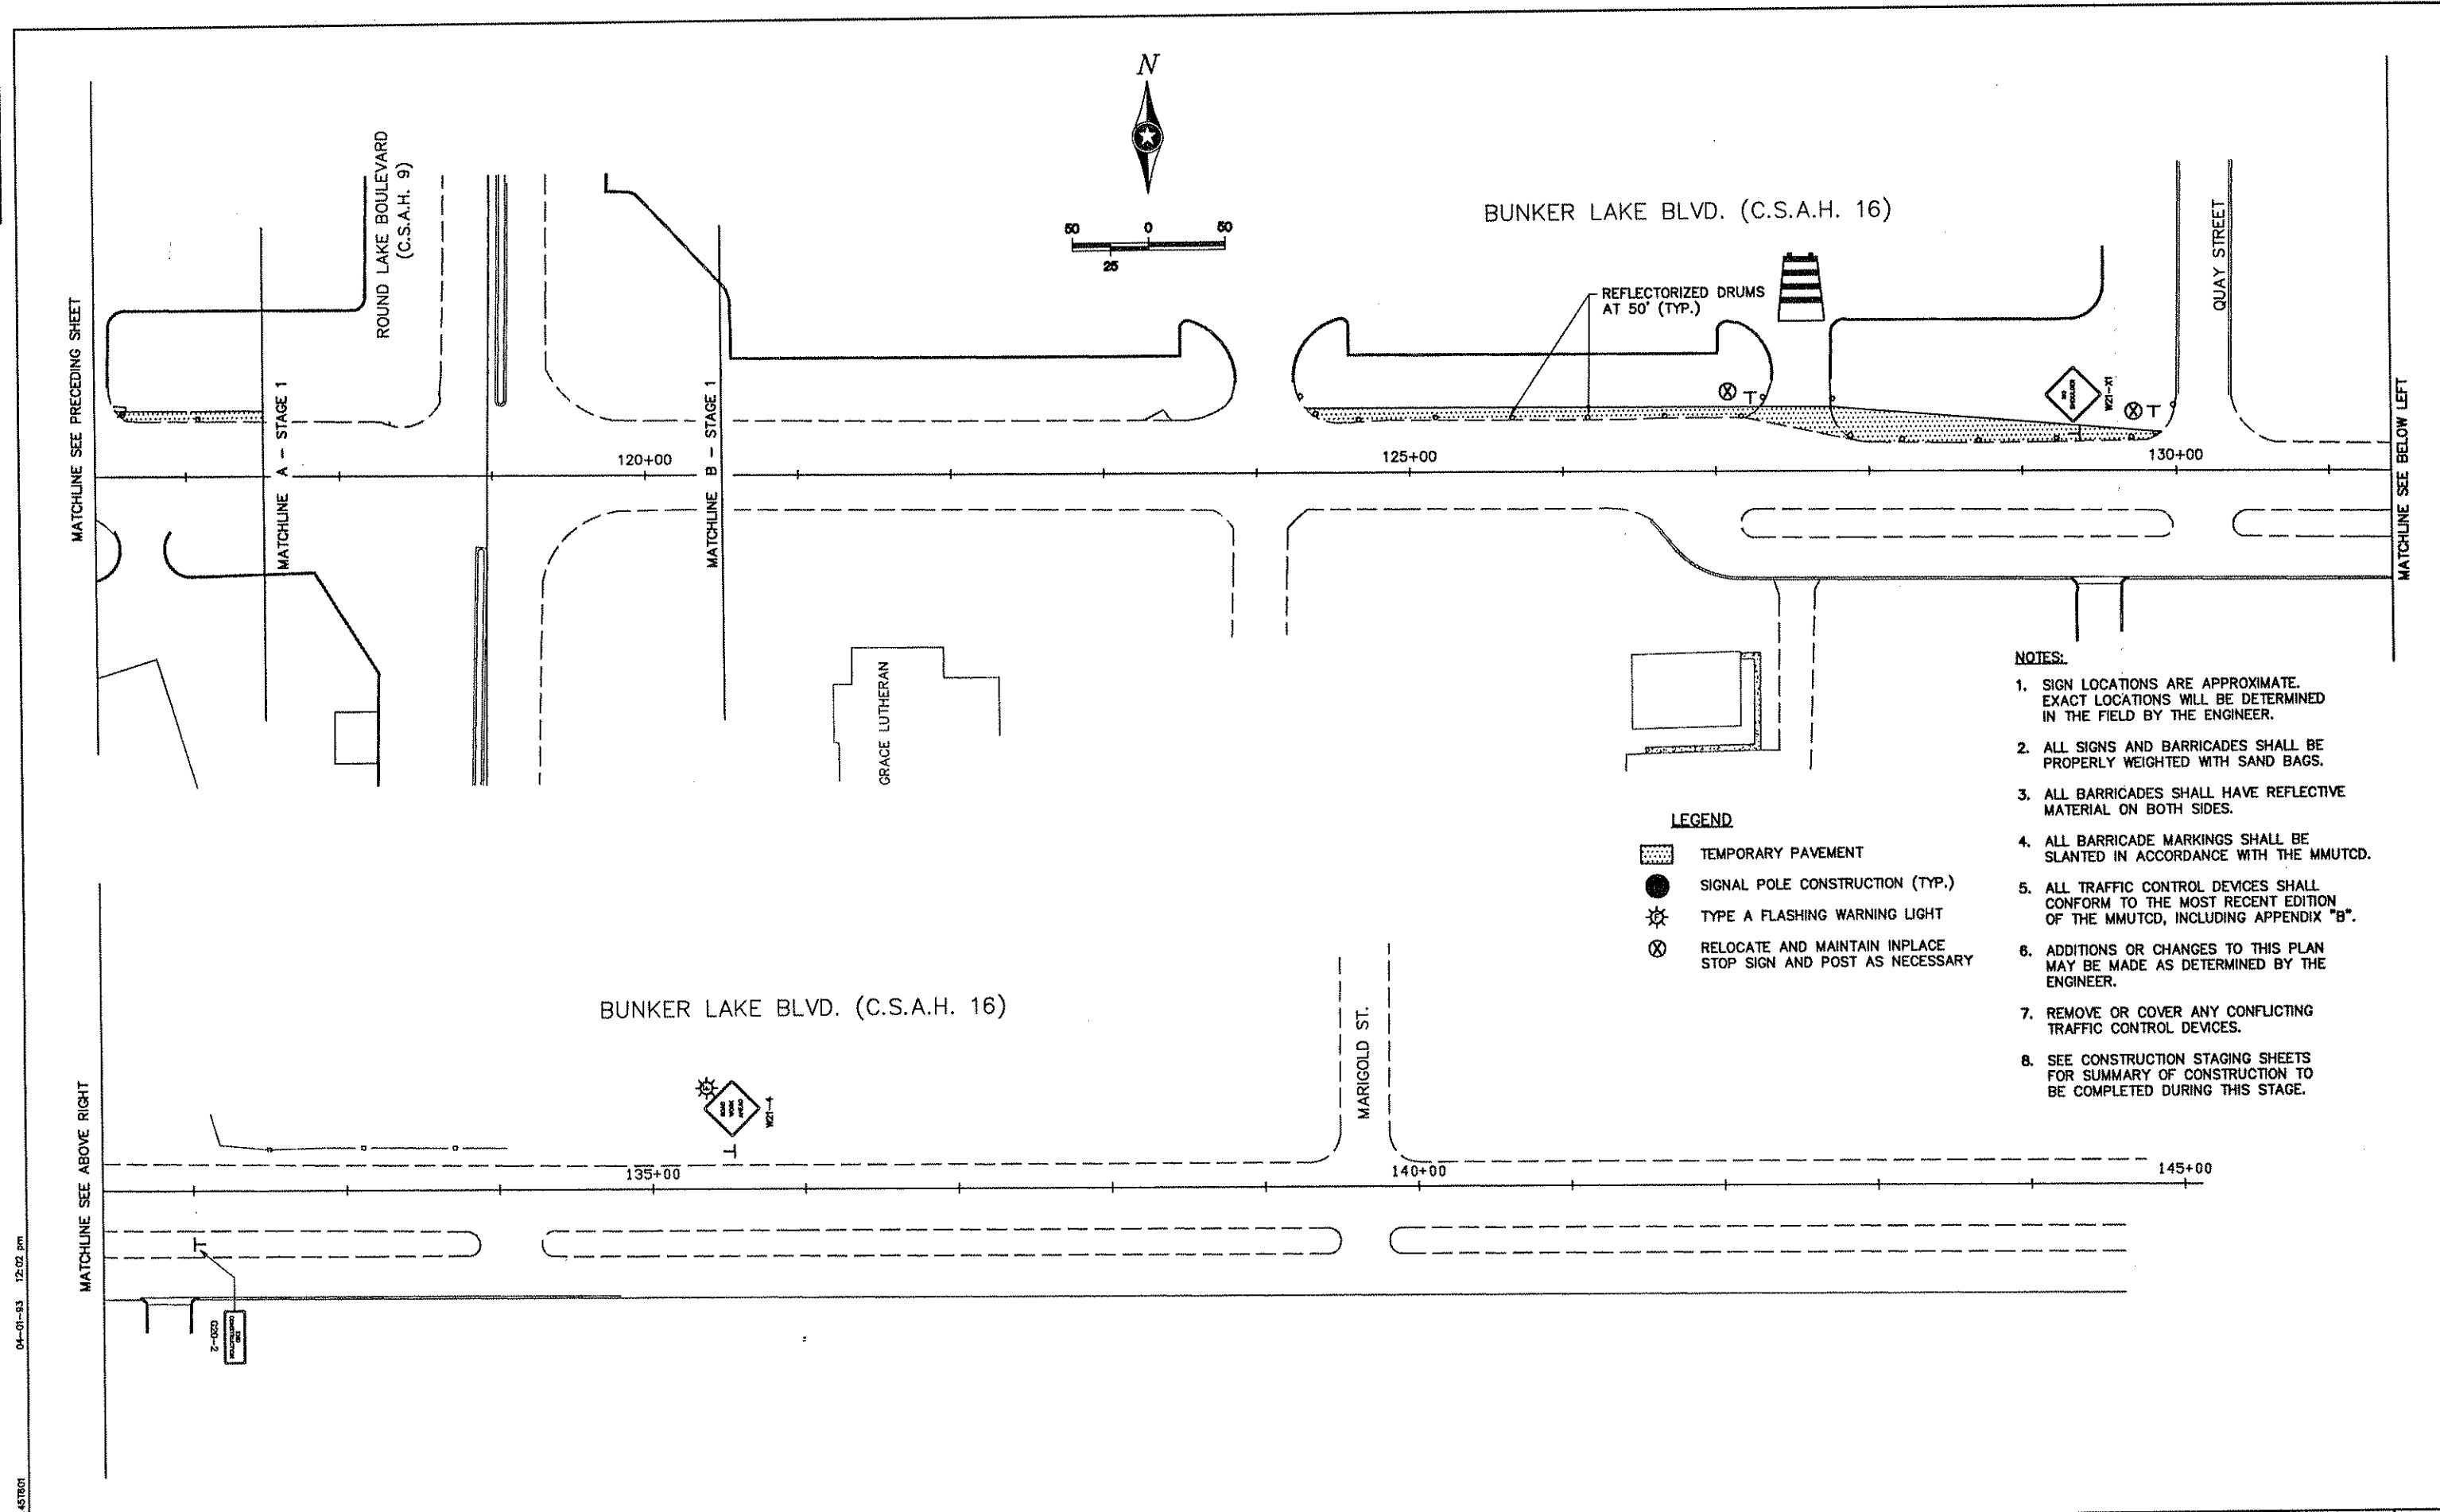 N
50 0 50
25
ROUND LAKE BOULEVARD
(C.S.A.H. 9)
BUNKER LAKE BLVD. (C.S.A.H. 16)
QUAY STREET
REFLECTORIZED DRUMS
AT 50' (TYP.)
NO
SHOULDER
W21-X1
MATCHLINE SEE PRECEDING SHEET
MATCHLINE A - STAGE 1
MATCHLINE B - STAGE 1
MATCHLINE SEE BELOW LEFT
120+00
125+00
130+00
GRACE LUTHERAN
LEGEND
TEMPORARY PAVEMENT
SIGNAL POLE CONSTRUCTION (TYP.)
F TYPE A FLASHING WARNING LIGHT
RELOCATE AND MAINTAIN INPLACE
STOP SIGN AND POST AS NECESSARY
NOTES:
1. SIGN LOCATIONS ARE APPROXIMATE.
EXACT LOCATIONS WILL BE DETERMINED
IN THE FIELD BY THE ENGINEER.
2. ALL SIGNS AND BARRICADES SHALL BE
PROPERLY WEIGHTED WITH SAND BAGS.
3. ALL BARRICADES SHALL HAVE REFLECTIVE
MATERIAL ON BOTH SIDES.
4. ALL BARRICADE MARKINGS SHALL BE
SLANTED IN ACCORDANCE WITH THE MMUTCD.
5. ALL TRAFFIC CONTROL DEVICES SHALL
CONFORM TO THE MOST RECENT EDITION
OF THE MMUTCD, INCLUDING APPENDIX "B".
6. ADDITIONS OR CHANGES TO THIS PLAN
MAY BE MADE AS DETERMINED BY THE
ENGINEER.
7. REMOVE OR COVER ANY CONFLICTING
TRAFFIC CONTROL DEVICES.
8. SEE CONSTRUCTION STAGING SHEETS
FOR SUMMARY OF CONSTRUCTION TO
BE COMPLETED DURING THIS STAGE.
BUNKER LAKE BLVD. (C.S.A.H. 16)
MARIGOLD ST.
F
ROAD
WORK
AHEAD
W21-4
MATCHLINE SEE ABOVE RIGHT
135+00
140+00
145+00
END
CONSTRUCTION
G20-2
04-01-93 12:02 pm
45T601